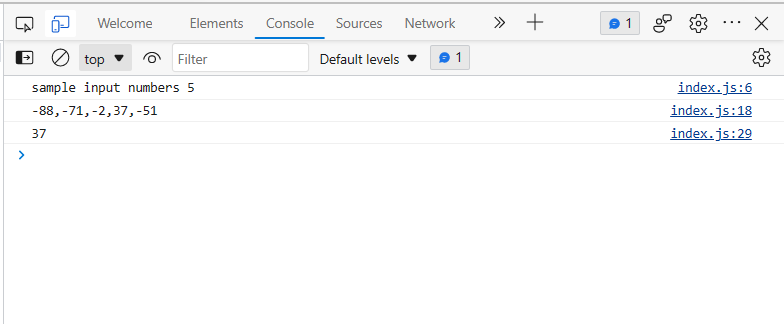 Welcome Elements Console Sources Network 1
top Filter Default levels 1
sample input numbers 5 index.js:6
-88,-71,-2,37,-51 index.js:18
37 index.js:29